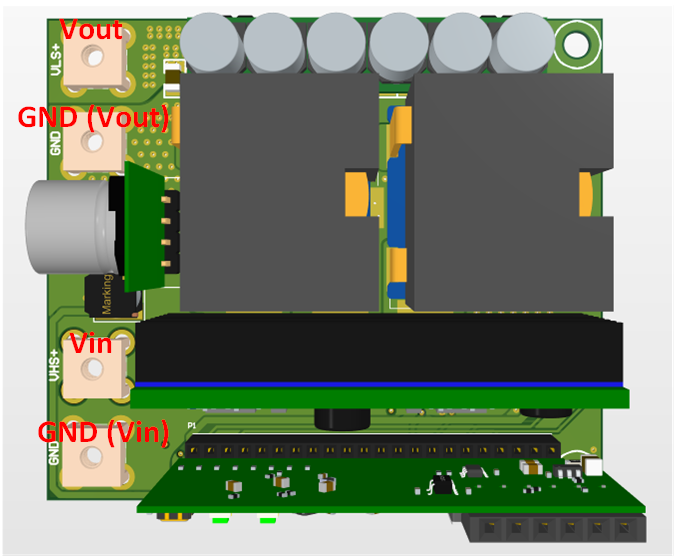 Vout
VLS+
GND (Vout)
GND
Marking
Vin
VHS+
GND (Vin)
GND
P1